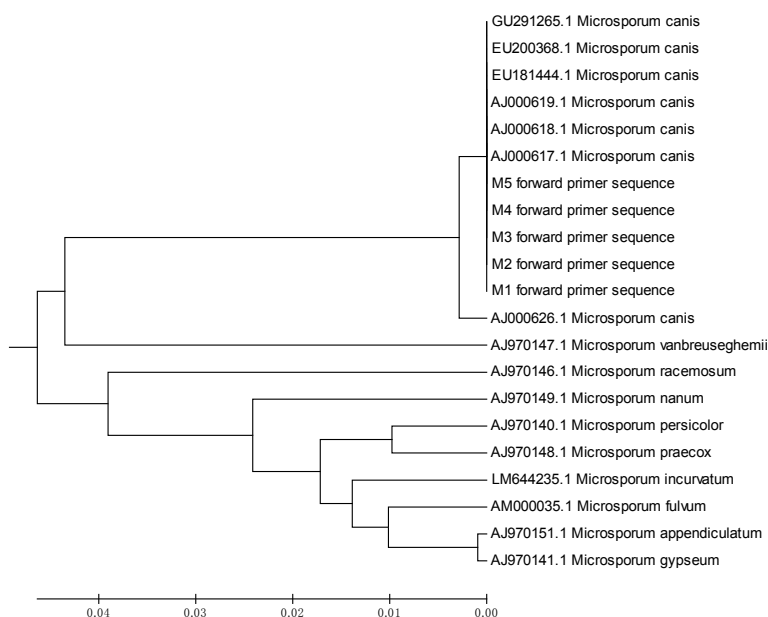 GU291265.1 Microsporum canis
EU200368.1 Microsporum canis
EU181444.1 Microsporum canis
AJ000619.1 Microsporum canis
AJ000618.1 Microsporum canis
AJ000617.1 Microsporum canis
M5 forward primer sequence
M4 forward primer sequence
M3 forward primer sequence
M2 forward primer sequence
M1 forward primer sequence
AJ000626.1 Microsporum canis
AJ970147.1 Microsporum vanbreuseghemii
AJ970146.1 Microsporum racemosum
AJ970149.1 Microsporum nanum
AJ970140.1 Microsporum persicolor
AJ970148.1 Microsporum praecox
LM644235.1 Microsporum incurvatum
AM000035.1 Microsporum fulvum
AJ970151.1 Microsporum appendiculatum
AJ970141.1 Microsporum gypseum
0.04 0.03 0.02 0.01 0.00